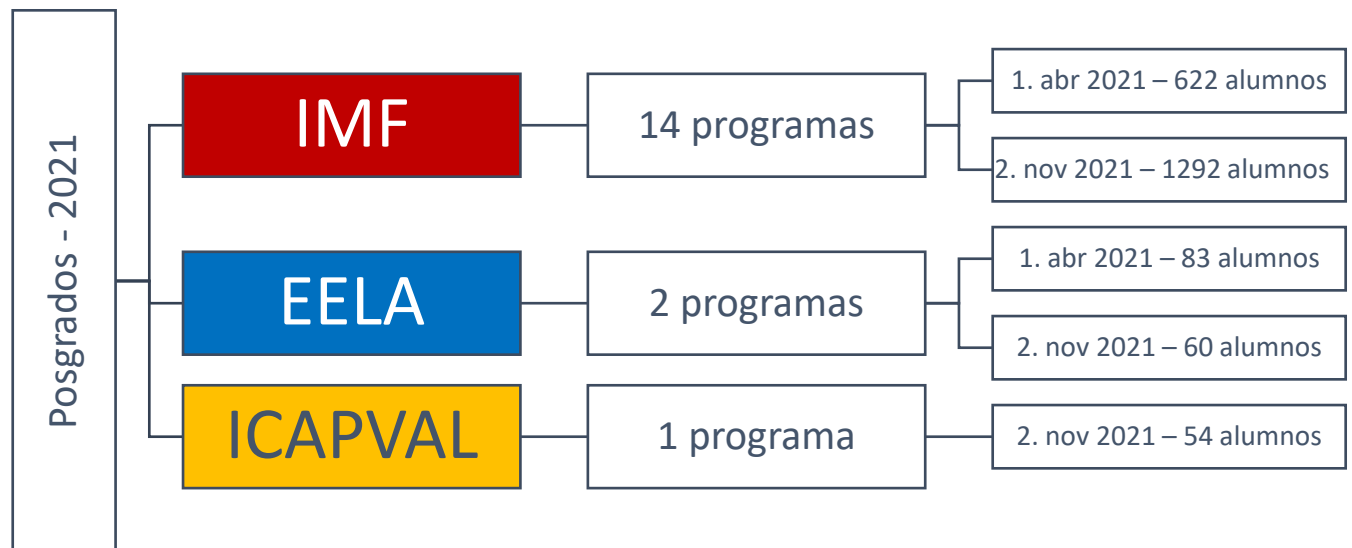 Posgrados - 2021
IMF
14 programas
1. abr 2021 – 622 alumnos
2. nov 2021 – 1292 alumnos
EELA
2 programas
1. abr 2021 – 83 alumnos
2. nov 2021 – 60 alumnos
ICAPVAL
1 programa
2. nov 2021 – 54 alumnos